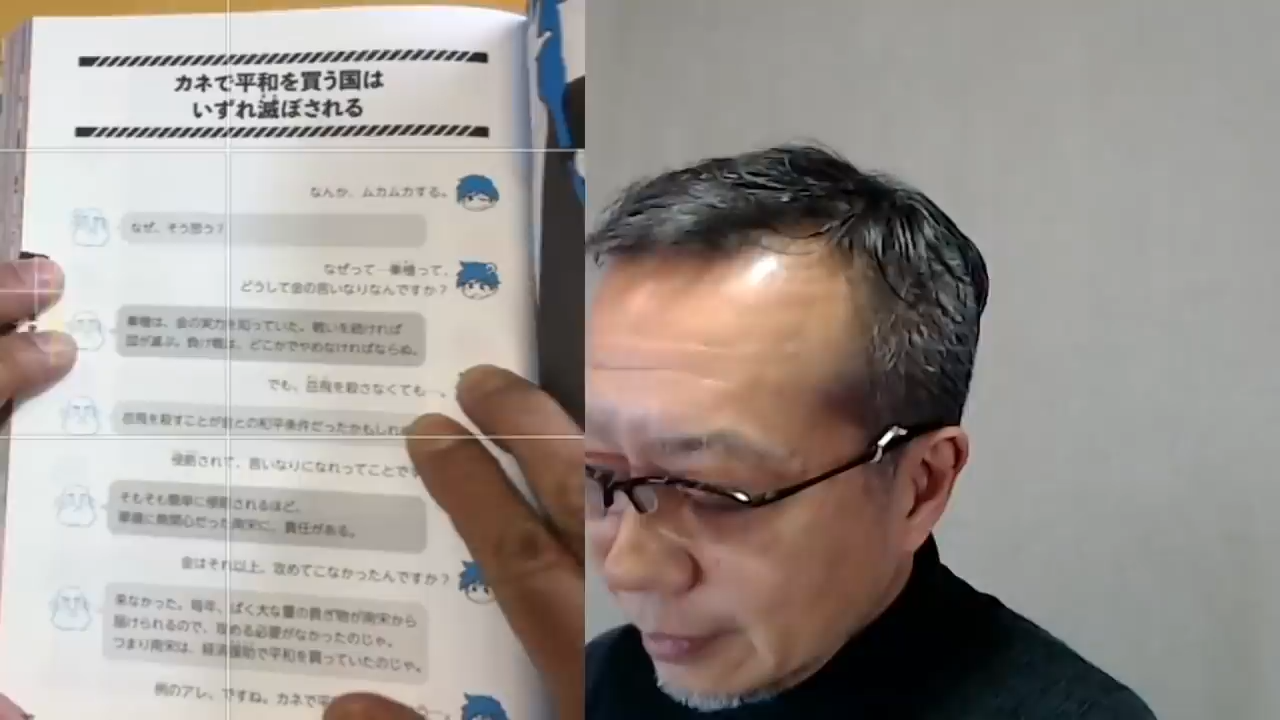 カネで平和を買う国は
いずれ滅ぼされる
なんか、ムカムカする。
なぜ、そう思う？
なぜって…秦檜って、
どうして金の言いなりなんですか？
秦檜は、金の実力を知っていた。戦いを続ければ
国が滅ぶ。負け戦は、どこかでやめなければならぬ。
でも、岳飛を殺さなくても…。
岳飛を殺すことが金との和平条件だったかもしれ
侵略されて、言いなりになれってことで
そもそも簡単に侵略されるほど、
軍備に無関心だった南宋に、責任がある。
金はそれ以上、攻めてこなかったんですか？
来なかった。毎年、ばく大な量の貢ぎ物が南宋から
届けられるので、攻める必要がなかったのじゃ。
つまり南宋は、経済援助で平和を買っていたのじゃ。
例のアレ、ですね。カネで平